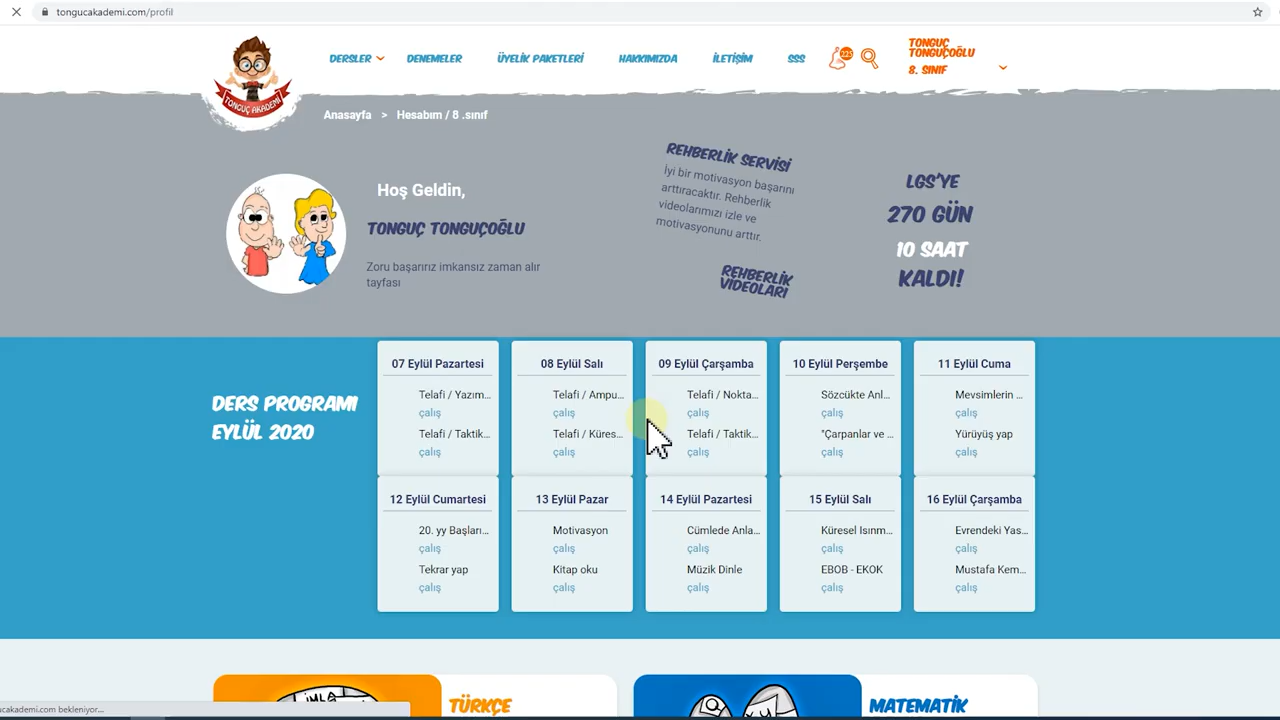 tongucakademi.com/profil
DERSLER
DENEMELER
ÜYELİK PAKETLERİ
HAKKIMIZDA
İLETİŞİM
SSS
225
TONGUÇ
TONGUÇOĞLU
8. SINIF
TONGUÇ AKADEMİ
Anasayfa > Hesabım / 8 .sınıf
Hoş Geldin,
TONGUÇ TONGUÇOĞLU
Zoru başarırız imkansız zaman alır
tayfası
REHBERLİK SERVİSİ
İyi bir motivasyon başarını
arttıracaktır. Rehberlik
videolarımızı izle ve
motivasyonunu arttır.
REHBERLİK
VİDEOLARI
LGS'YE
270 GÜN
10 SAAT
KALDI!
DERS PROGRAMI
EYLÜL 2020
07 Eylül Pazartesi
Telafi / Yazım...
çalış
Telafi / Taktik...
çalış
08 Eylül Salı
Telafi / Ampu...
çalış
Telafi / Küres...
çalış
09 Eylül Çarşamba
Telafi / Nokta...
çalış
Telafi / Taktik...
çalış
10 Eylül Perşembe
Sözcükte Anl...
çalış
"Çarpanlar ve ...
çalış
11 Eylül Cuma
Mevsimlerin ...
çalış
Yürüyüş yap
çalış
12 Eylül Cumartesi
20. yy Başları...
çalış
Tekrar yap
çalış
13 Eylül Pazar
Motivasyon
çalış
Kitap oku
çalış
14 Eylül Pazartesi
Cümlede Anla...
çalış
Müzik Dinle
çalış
15 Eylül Salı
Küresel Isınm...
çalış
EBOB - EKOK
çalış
16 Eylül Çarşamba
Evrendeki Yas...
çalış
Mustafa Kem...
çalış
İMLÂ
TÜRKÇE
MATEMATİK
ucakademi.com bekleniyor...